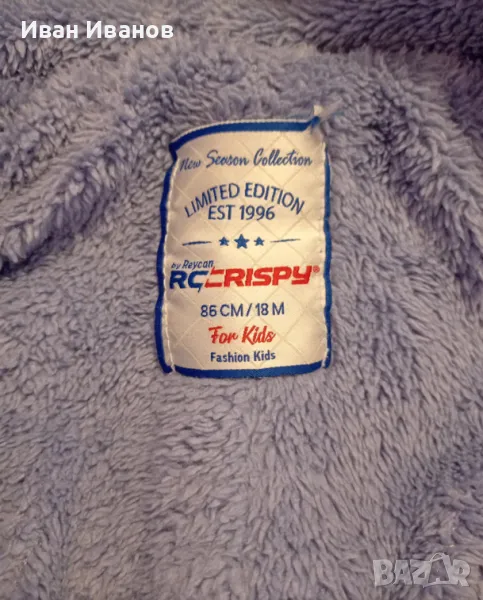 Иван Иванов
New Season Collection
LIMITED EDITION
EST 1996
by Reycan
RCCRISPY®
86 CM / 18 M
For Kids
Fashion Kids
BAZAR